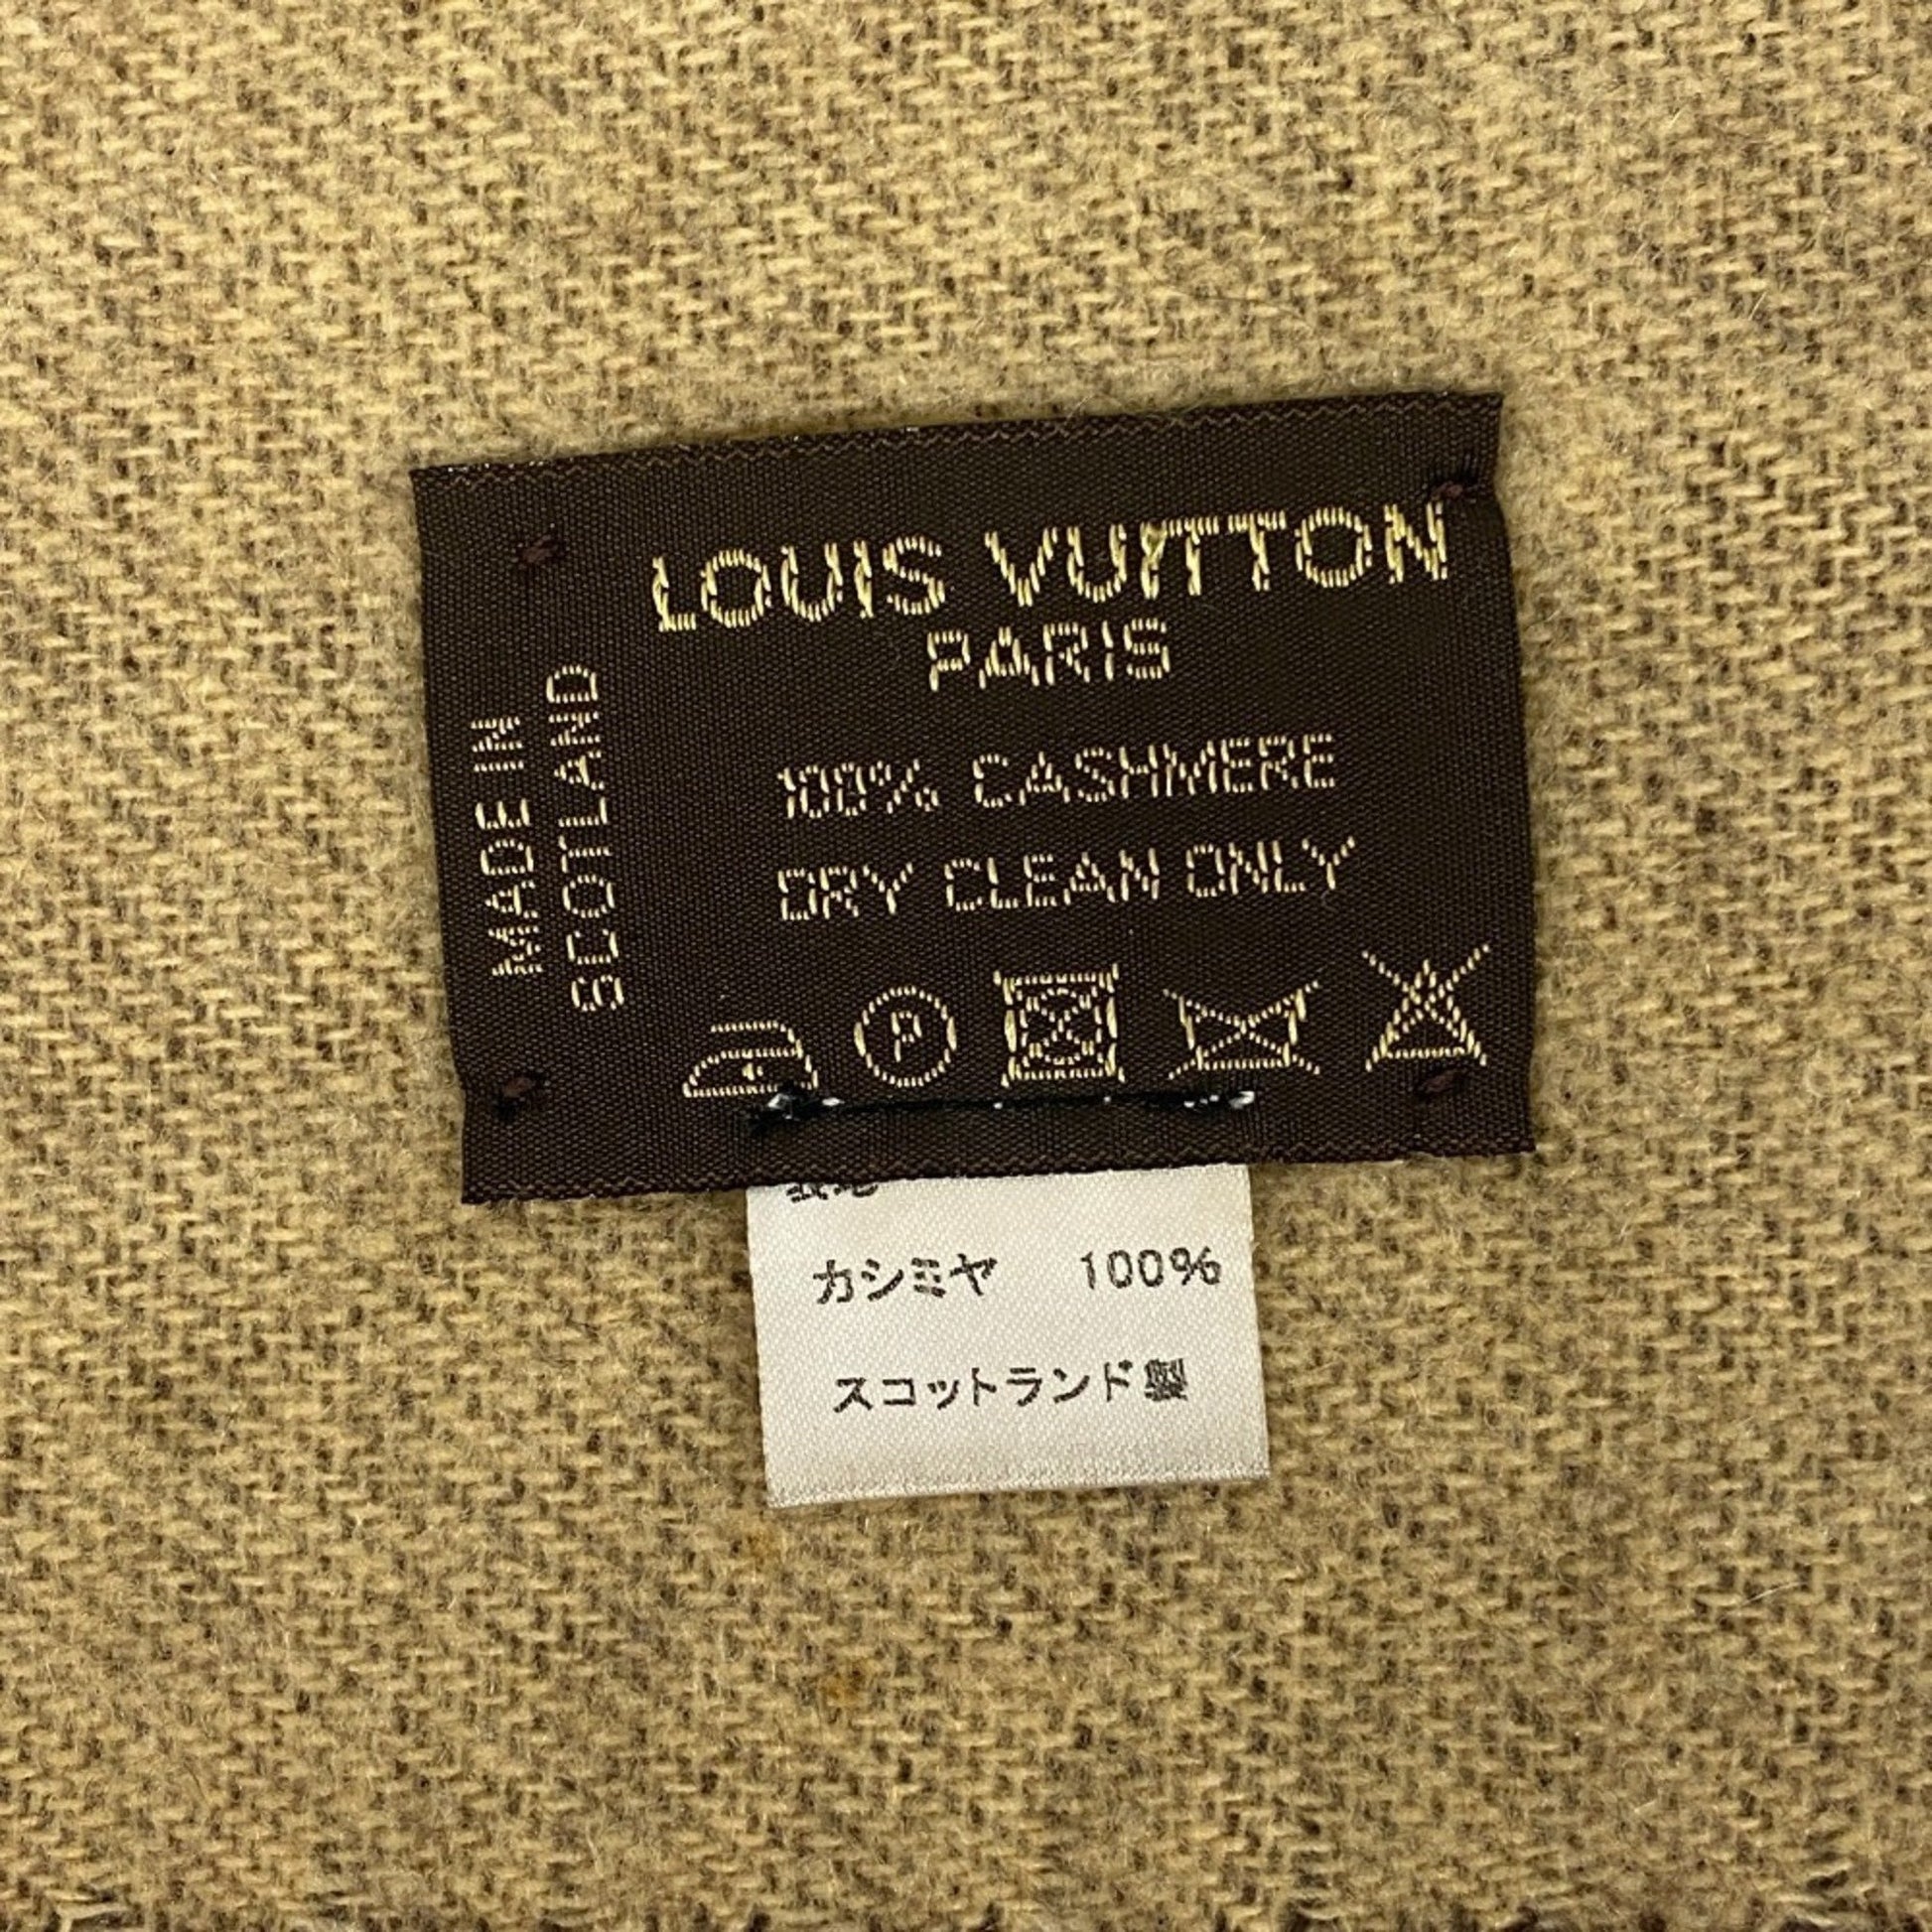 LOUIS VUITTON
PARIS
100% CASHMERE
DRY CLEAN ONLY
MADE IN
SCOTLAND
P
カシミヤ 100%
スコットランド製